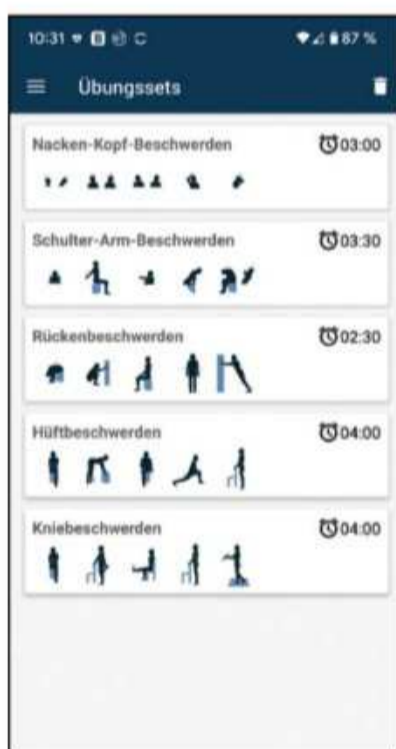 10:31 87 %
Übungssets
Nacken-Kopf-Beschwerden 03:00
Schulter-Arm-Beschwerden 03:30
Rückenbeschwerden 02:30
Hüftbeschwerden 04:00
Kniebeschwerden 04:00